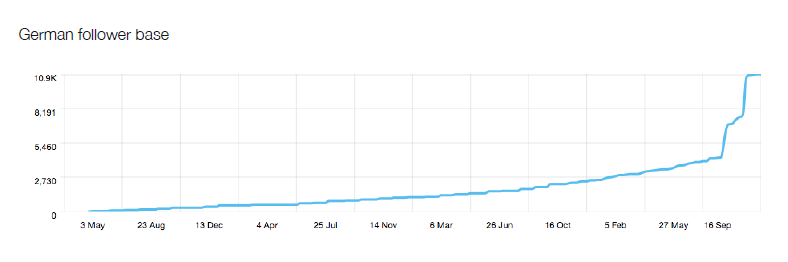 German follower base
10.9K
8,191
5,460
2,730
0
3 May 23 Aug 13 Dec 4 Apr 25 Jul 14 Nov 6 Mar 26 Jun 16 Oct 5 Feb 27 May 16 Sep